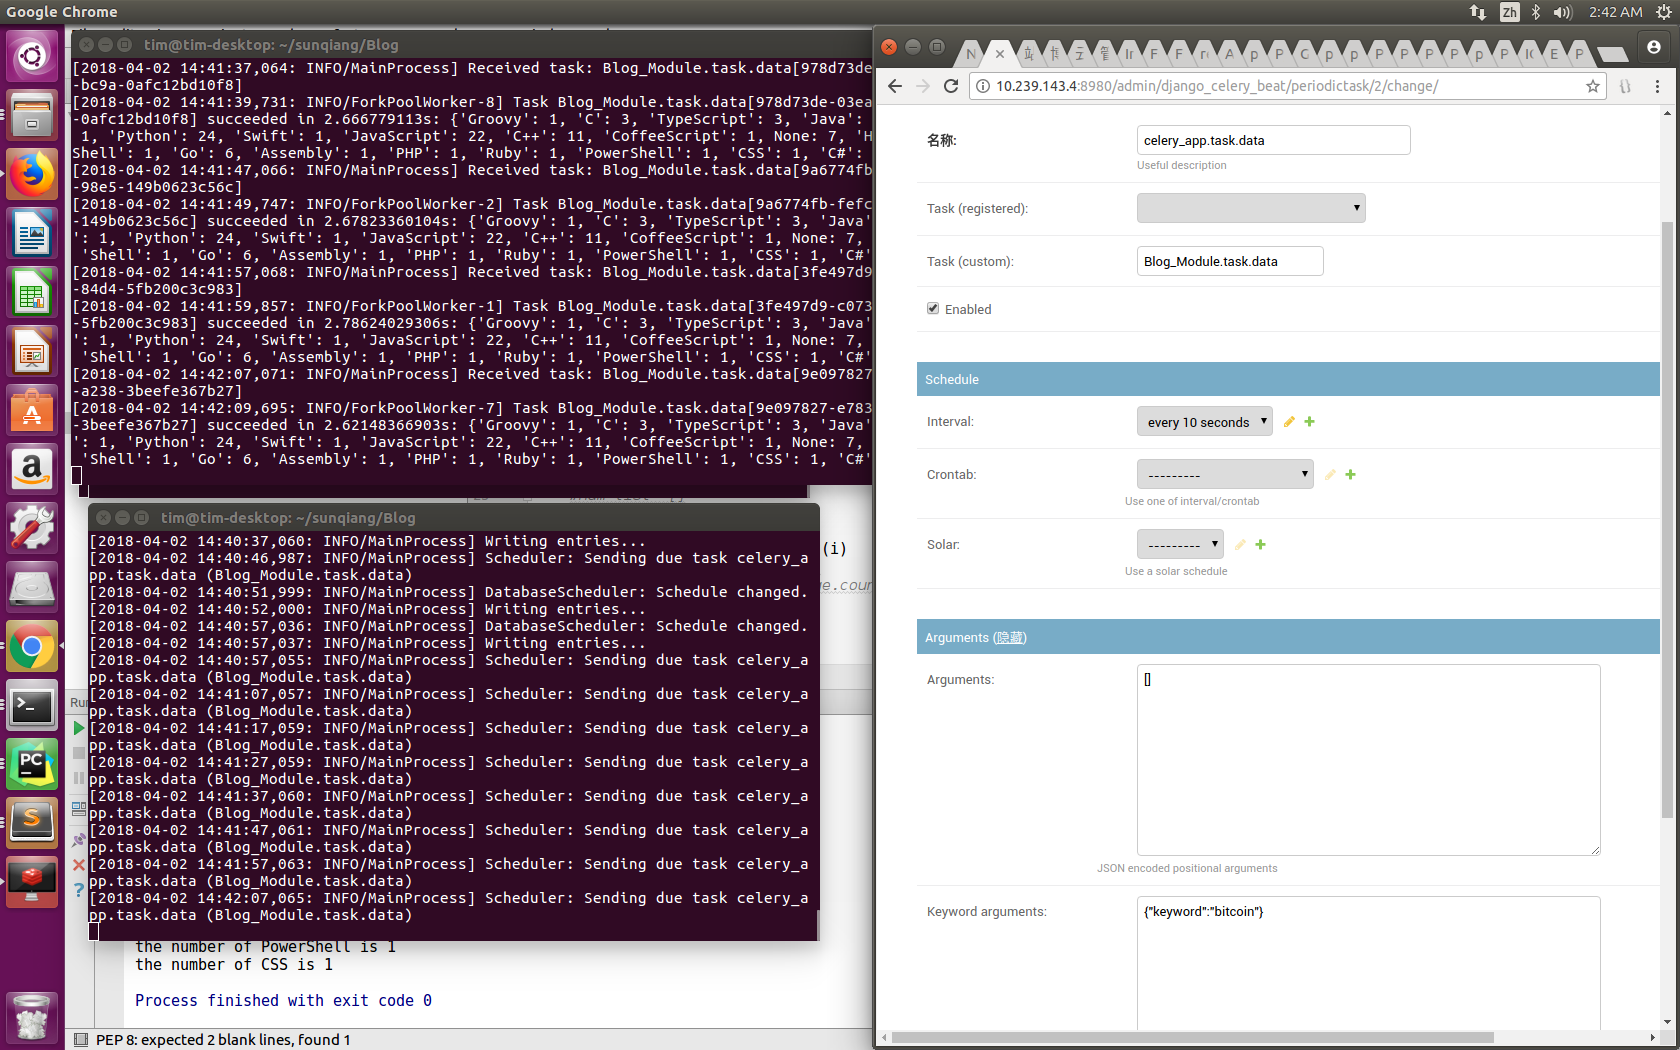 Google Chrome
Zh
2:42 AM
tim@tim-desktop: ~/sunqiang/Blog
[2018-04-02 14:41:37,064: INFO/MainProcess] Received task: Blog_Module.task.data[978d73de
-bc9a-0afc12bd10f8]
[2018-04-02 14:41:39,731: INFO/ForkPoolWorker-8] Task Blog_Module.task.data[978d73de-03ea
-0afc12bd10f8] succeeded in 2.666779113s: {'Groovy': 1, 'C': 3, 'TypeScript': 3, 'Java':
1, 'Python': 24, 'Swift': 1, 'JavaScript': 22, 'C++': 11, 'CoffeeScript': 1, None: 7, 'H
Shell': 1, 'Go': 6, 'Assembly': 1, 'PHP': 1, 'Ruby': 1, 'PowerShell': 1, 'CSS': 1, 'C#':
[2018-04-02 14:41:47,066: INFO/MainProcess] Received task: Blog_Module.task.data[9a6774fb
-98e5-149b0623c56c]
[2018-04-02 14:41:49,747: INFO/ForkPoolWorker-2] Task Blog_Module.task.data[9a6774fb-fefc
-149b0623c56c] succeeded in 2.67823360104s: {'Groovy': 1, 'C': 3, 'TypeScript': 3, 'Java'
': 1, 'Python': 24, 'Swift': 1, 'JavaScript': 22, 'C++': 11, 'CoffeeScript': 1, None: 7,
'Shell': 1, 'Go': 6, 'Assembly': 1, 'PHP': 1, 'Ruby': 1, 'PowerShell': 1, 'CSS': 1, 'C#'
[2018-04-02 14:41:57,068: INFO/MainProcess] Received task: Blog_Module.task.data[3fe497d9
-84d4-5fb200c3c983]
[2018-04-02 14:41:59,857: INFO/ForkPoolWorker-1] Task Blog_Module.task.data[3fe497d9-c073
-5fb200c3c983] succeeded in 2.78624029306s: {'Groovy': 1, 'C': 3, 'TypeScript': 3, 'Java'
': 1, 'Python': 24, 'Swift': 1, 'JavaScript': 22, 'C++': 11, 'CoffeeScript': 1, None: 7,
'Shell': 1, 'Go': 6, 'Assembly': 1, 'PHP': 1, 'Ruby': 1, 'PowerShell': 1, 'CSS': 1, 'C#'
[2018-04-02 14:42:07,071: INFO/MainProcess] Received task: Blog_Module.task.data[9e097827
-a238-3beefe367b27]
[2018-04-02 14:42:09,695: INFO/ForkPoolWorker-7] Task Blog_Module.task.data[9e097827-e783
-3beefe367b27] succeeded in 2.62148366903s: {'Groovy': 1, 'C': 3, 'TypeScript': 3, 'Java'
': 1, 'Python': 24, 'Swift': 1, 'JavaScript': 22, 'C++': 11, 'CoffeeScript': 1, None: 7,
'Shell': 1, 'Go': 6, 'Assembly': 1, 'PHP': 1, 'Ruby': 1, 'PowerShell': 1, 'CSS': 1, 'C#'
tim@tim-desktop: ~/sunqiang/Blog
[2018-04-02 14:40:37,060: INFO/MainProcess] Writing entries...
[2018-04-02 14:40:46,987: INFO/MainProcess] Scheduler: Sending due task celery_a
pp.task.data (Blog_Module.task.data)
[2018-04-02 14:40:51,999: INFO/MainProcess] DatabaseScheduler: Schedule changed.
[2018-04-02 14:40:52,000: INFO/MainProcess] Writing entries...
[2018-04-02 14:40:57,036: INFO/MainProcess] DatabaseScheduler: Schedule changed.
[2018-04-02 14:40:57,037: INFO/MainProcess] Writing entries...
[2018-04-02 14:40:57,055: INFO/MainProcess] Scheduler: Sending due task celery_a
pp.task.data (Blog_Module.task.data)
[2018-04-02 14:41:07,057: INFO/MainProcess] Scheduler: Sending due task celery_a
pp.task.data (Blog_Module.task.data)
[2018-04-02 14:41:17,059: INFO/MainProcess] Scheduler: Sending due task celery_a
pp.task.data (Blog_Module.task.data)
[2018-04-02 14:41:27,059: INFO/MainProcess] Scheduler: Sending due task celery_a
pp.task.data (Blog_Module.task.data)
[2018-04-02 14:41:37,060: INFO/MainProcess] Scheduler: Sending due task celery_a
pp.task.data (Blog_Module.task.data)
[2018-04-02 14:41:47,061: INFO/MainProcess] Scheduler: Sending due task celery_a
pp.task.data (Blog_Module.task.data)
[2018-04-02 14:41:57,063: INFO/MainProcess] Scheduler: Sending due task celery_a
pp.task.data (Blog_Module.task.data)
[2018-04-02 14:42:07,065: INFO/MainProcess] Scheduler: Sending due task celery_a
pp.task.data (Blog_Module.task.data)
(i)
ge.coun
Ru
the number of PowerShell is 1
the number of CSS is 1
Process finished with exit code 0
PEP 8: expected 2 blank lines, found 1
10.239.143.4:8980/admin/django_celery_beat/periodictask/2/change/
名称:
celery_app.task.data
Useful description
Task (registered):
Task (custom):
Blog_Module.task.data
Enabled
Schedule
Interval:
every 10 seconds
Crontab:
---------
Use one of interval/crontab
Solar:
---------
Use a solar schedule
Arguments (隐藏)
Arguments:
[]
JSON encoded positional arguments
Keyword arguments:
{"keyword":"bitcoin"}